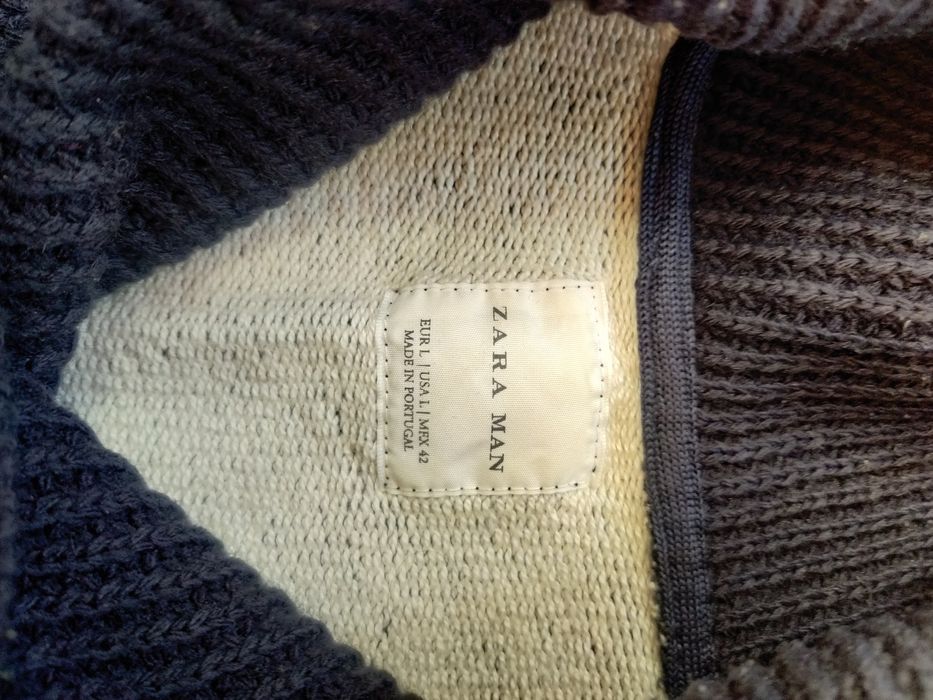 ZARA MAN
EUR L | USA L | MEX 42
MADE IN PORTUGAL